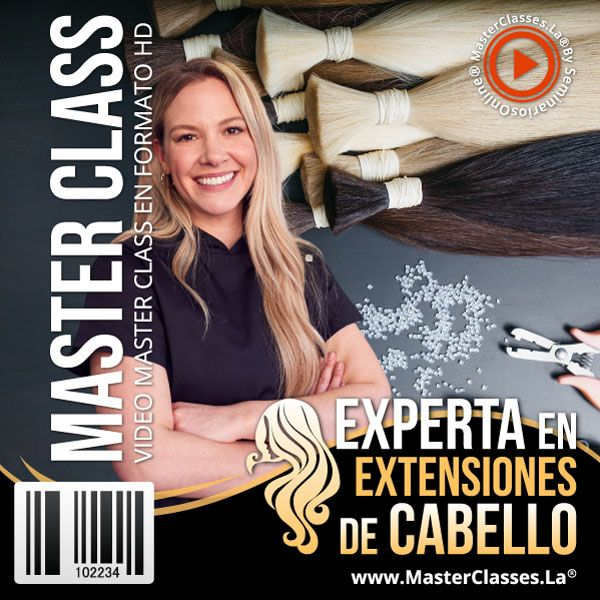 MASTER CLASS
VIDEO MASTER CLASS EN FORMATO HD
MasterClasses.La® By SeminariosOnline®
EXPERTA EN
EXTENSIONES
DE CABELLO
102234
www.MasterClasses.La®